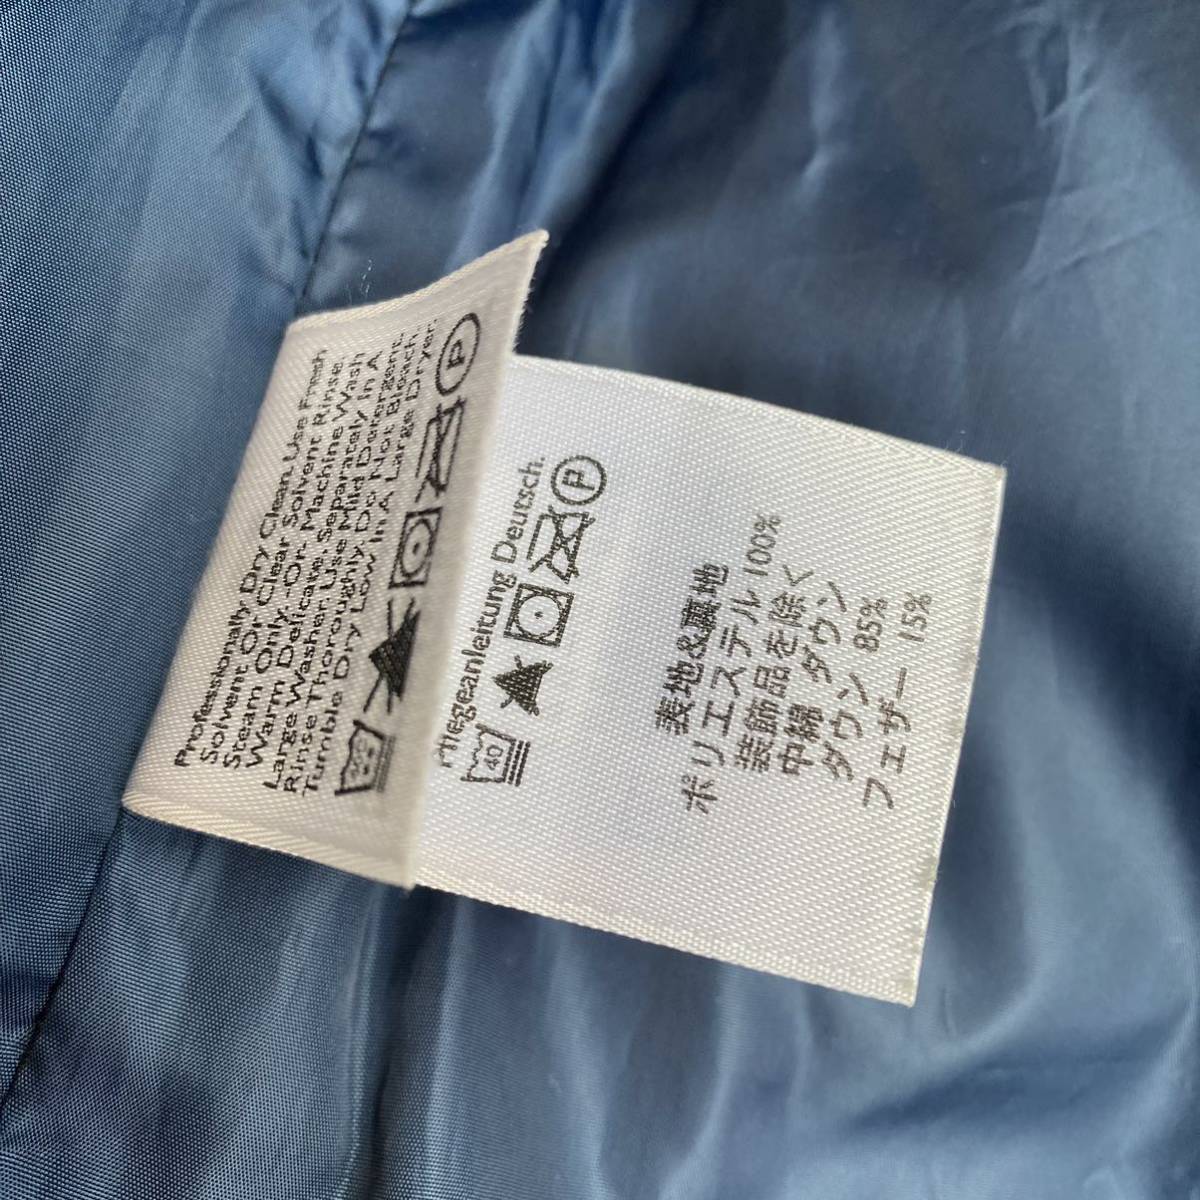 Professionally Dry Clean. Use Fresh
Solvent Or Clear Solvent Rinse.
Steam Only. -Or- Machine Wash
Warm Delicate. Separately In A
Large Washer. Use Mild Detergent.
Rinse Thoroughly. Do Not Bleach.
Tumble Dry Low In A Large Dryer.
P
Pflegeanleitung Deutsch.
40
P
表地&裏地
ポリエステル 100%
装飾品を除く
中綿 ダウン
ダウン 85%
フェザー 15%